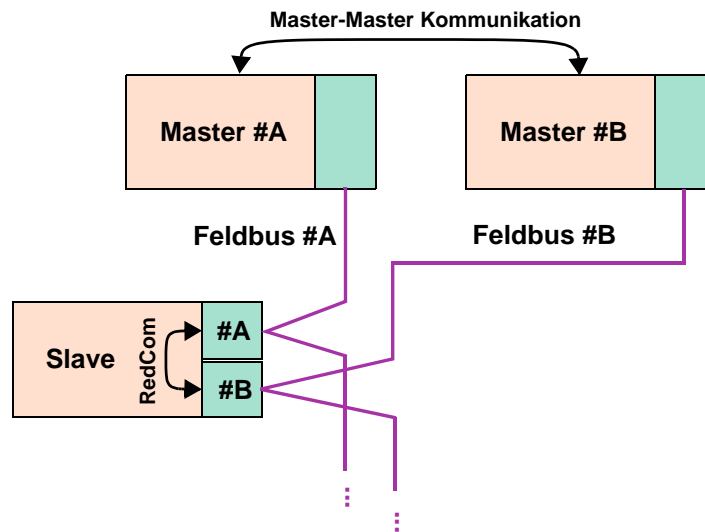 Master-Master Kommunikation
Master #A
Master #B
Feldbus #A
Feldbus #B
Slave
RedCom
#A
#B
...
...